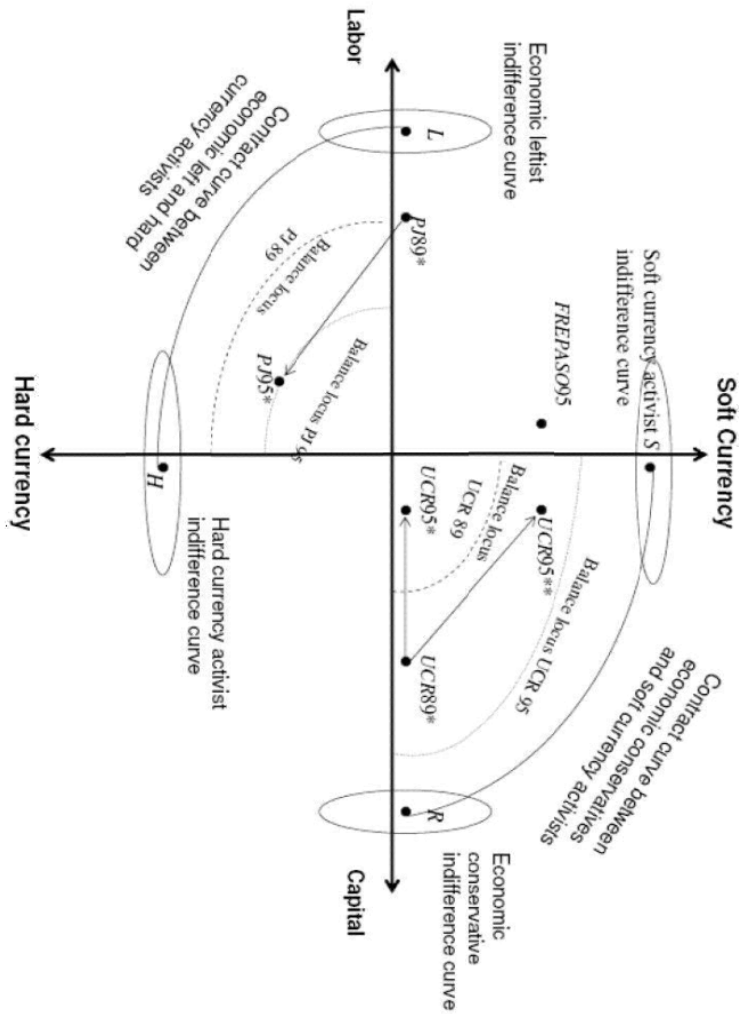 Soft Currency
Soft currency activist S
indifference curve
Contract curve between
economic conservatives
and soft currency activists
FREPASO95
UCR95**
Balance locus UCR 95
Balance locus
UCR 89
Economic leftist
indifference curve
Economic
conservative
indifference curve
L
PJ89*
UCR95*
UCR89*
R
Labor
Capital
Balance locus PJ 95
Balance locus
PJ 89
PJ95*
Contract curve between
economic left and hard
currency activists
Hard currency activist
indifference curve
H
Hard currency